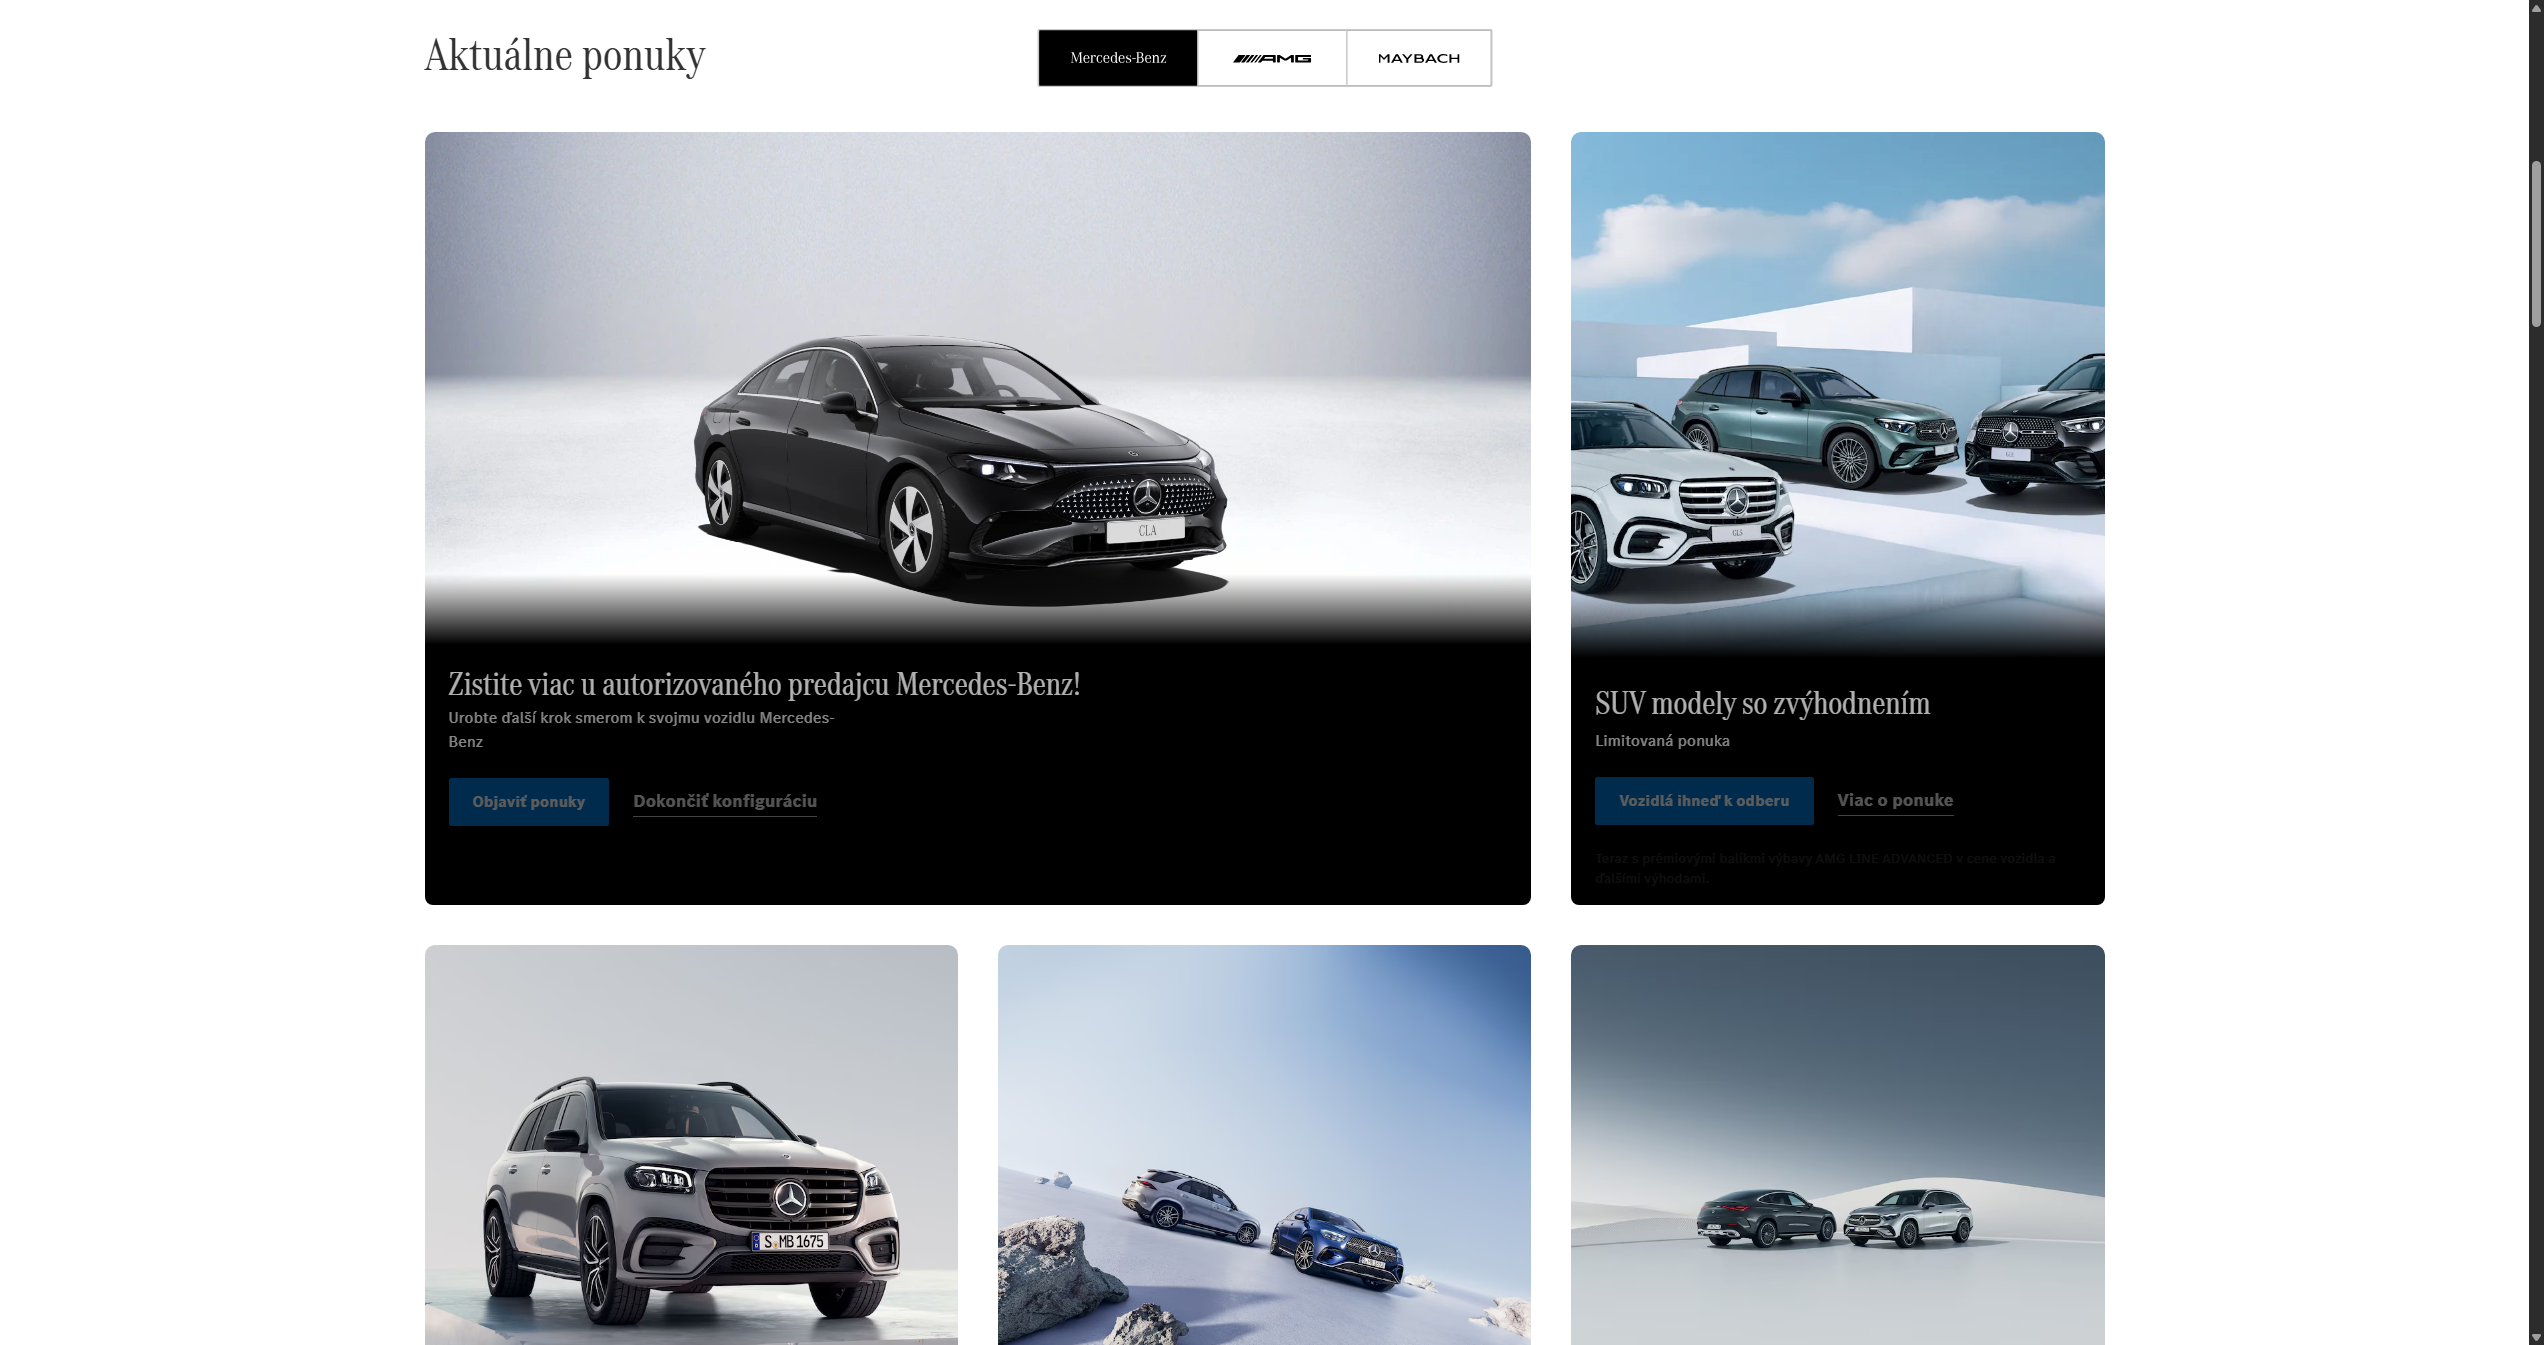 Aktuálne ponuky
Mercedes-Benz
AMG
MAYBACH
CLA
GLS
Zistite viac u autorizovaného predajcu Mercedes-Benz!
Urobte ďalší krok smerom k svojmu vozidlu Mercedes-
Benz
Objaviť ponuky
Dokončiť konfiguráciu
SUV modely so zvýhodnením
Limitovaná ponuka
Vozidlá ihneď k odberu
Viac o ponuke
Teraz s prémiovými balíkmi výbavy AMG LINE ADVANCED v cene vozidla a
ďalšími výhodami.
S MB 1675